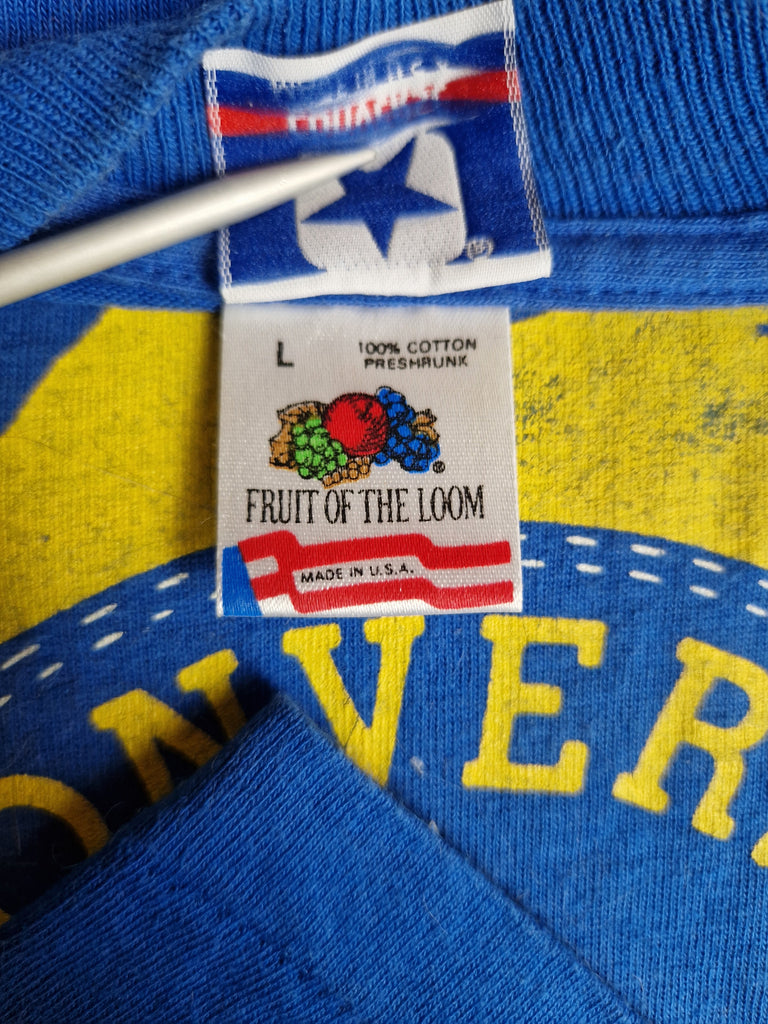 L
100% COTTON
PRESHRUNK
®
FRUIT OF THE LOOM
MADE IN U.S.A.
ONVER